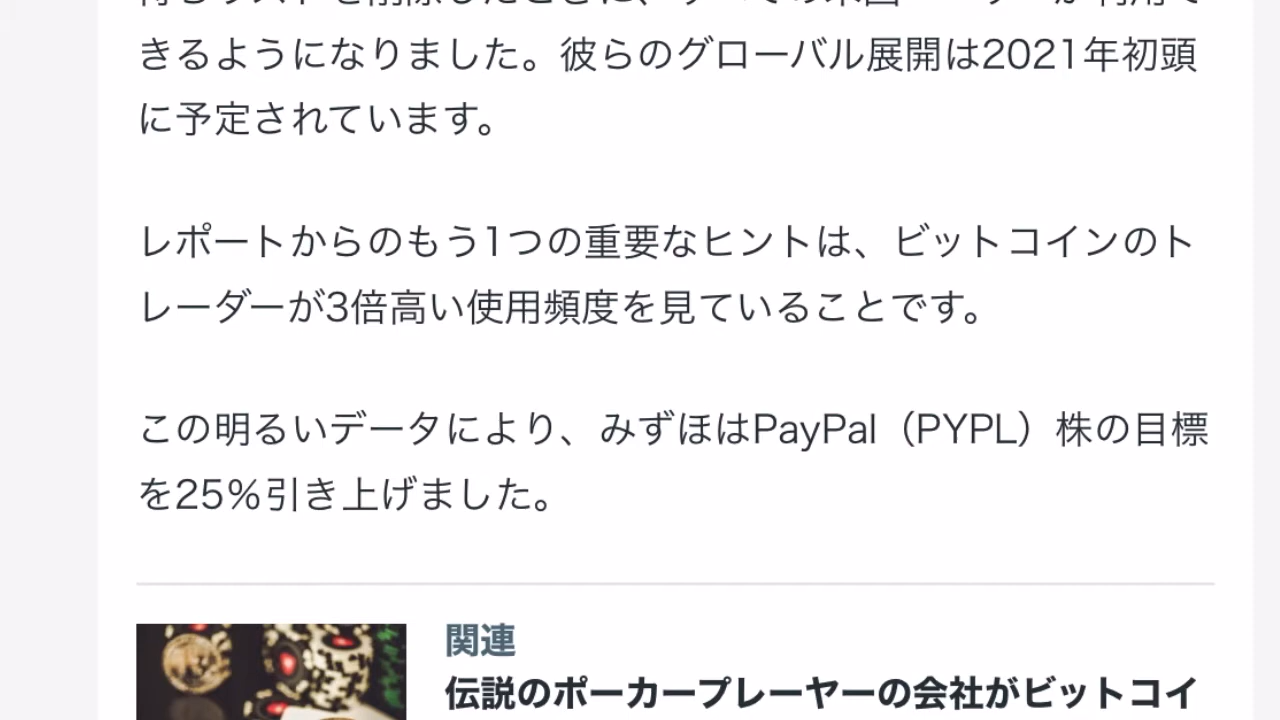 きるようになりました。彼らのグローバル展開は2021年初頭
に予定されています。
レポートからのもう1つの重要なヒントは、ビットコインのト
レーダーが3倍高い使用頻度を見ていることです。
この明るいデータにより、みずほはPayPal（PYPL）株の目標
を25%引き上げました。
関連
伝説のポーカープレーヤーの会社がビットコイ